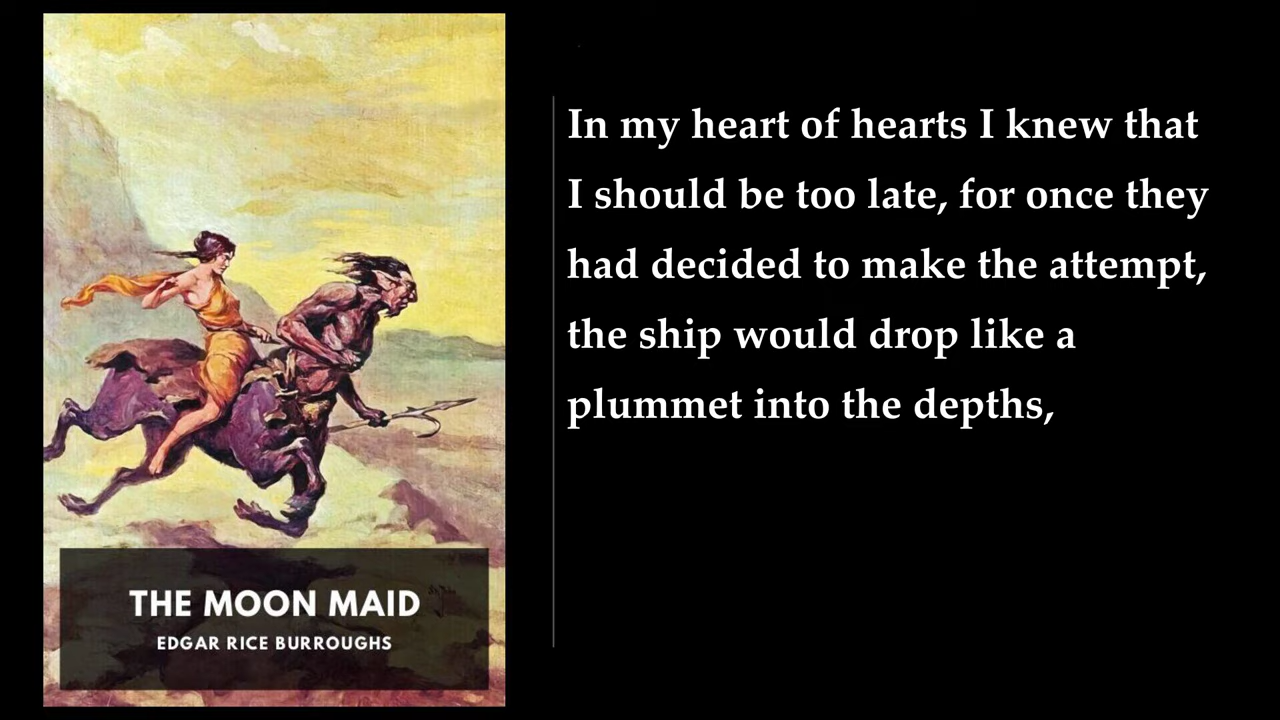 THE MOON MAID
EDGAR RICE BURROUGHS
In my heart of hearts I knew that
I should be too late, for once they
had decided to make the attempt,
the ship would drop like a
plummet into the depths,